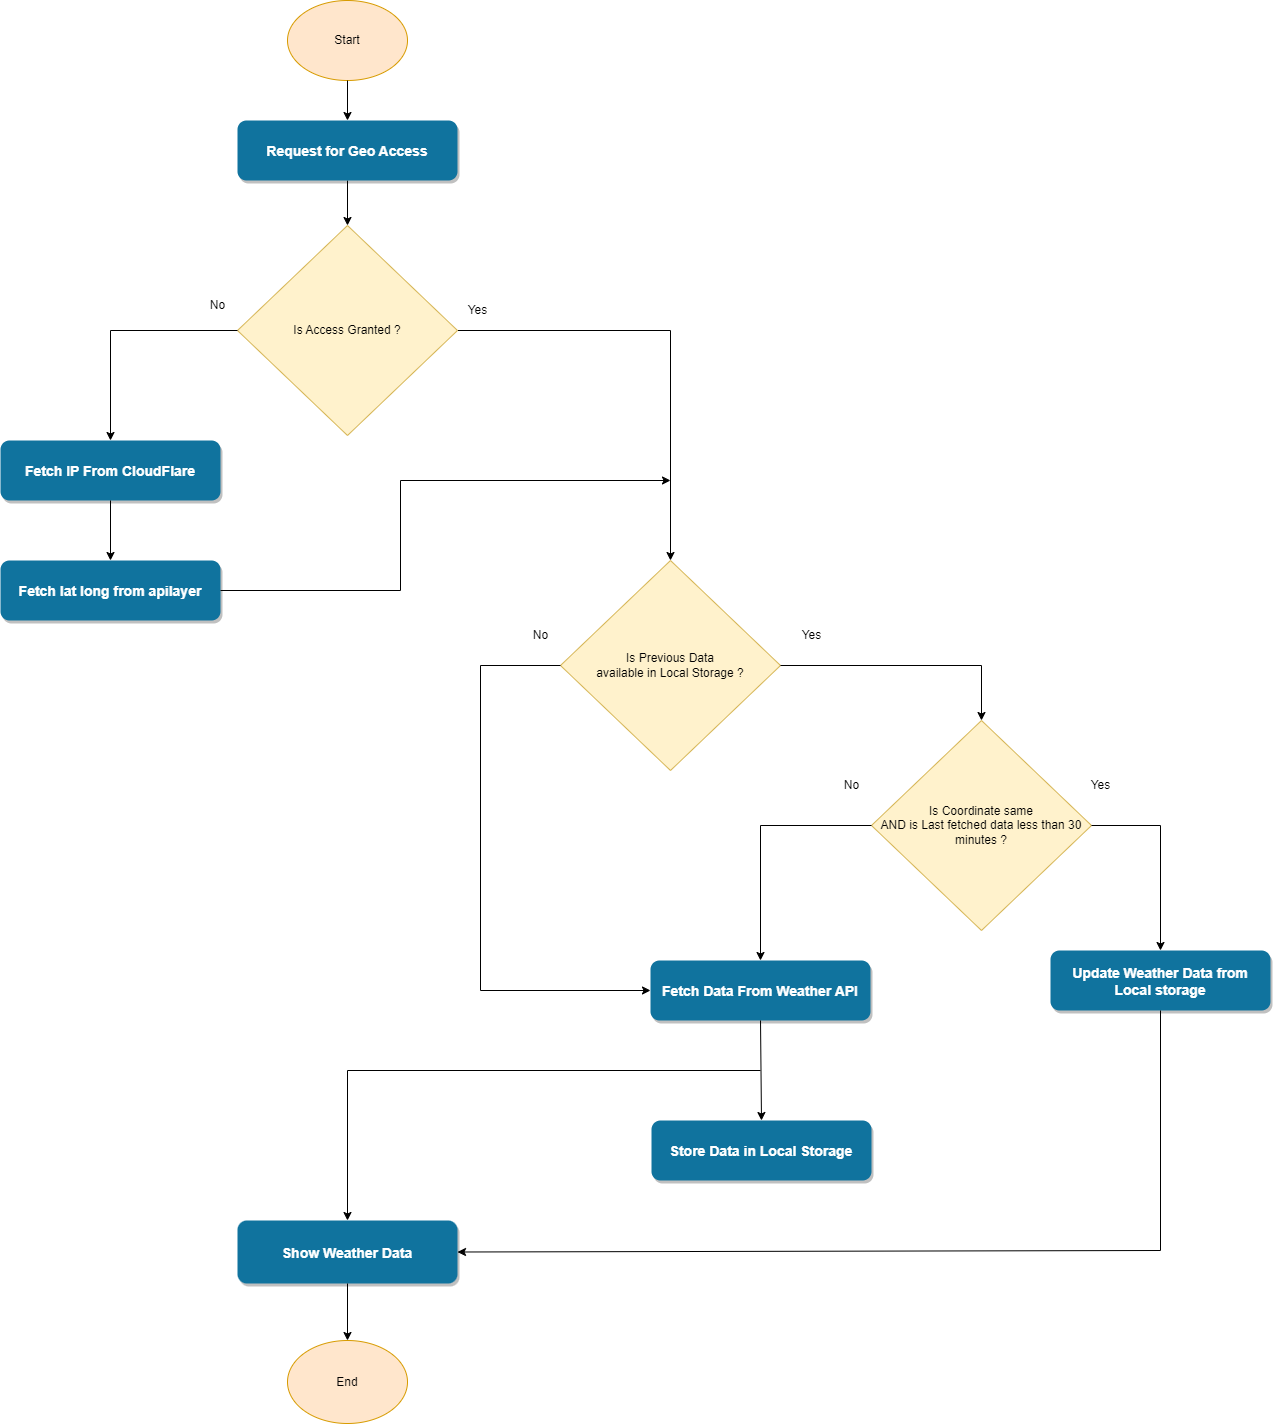 Start
Request for Geo Access
No
Yes
Is Access Granted ?
Fetch IP From CloudFlare
Fetch lat long from apilayer
No
Yes
Is Previous Data
available in Local Storage ?
No
Yes
Is Coordinate same
AND is Last fetched data less than 30
minutes ?
Fetch Data From Weather API
Update Weather Data from
Local storage
Store Data in Local Storage
Show Weather Data
End